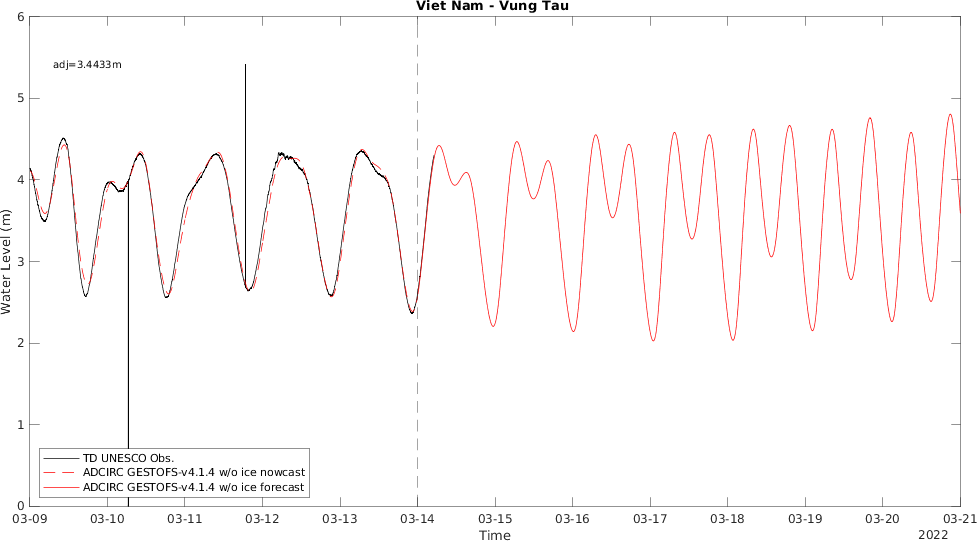 Viet Nam - Vung Tau
adj=3.4433m
6
5
4
3
2
1
0
Water Level (m)
TD UNESCO Obs.
ADCIRC GESTOFS-v4.1.4 w/o ice nowcast
ADCIRC GESTOFS-v4.1.4 w/o ice forecast
03-09 03-10 03-11 03-12 03-13 03-14 03-15 03-16 03-17 03-18 03-19 03-20 03-21
Time
2022